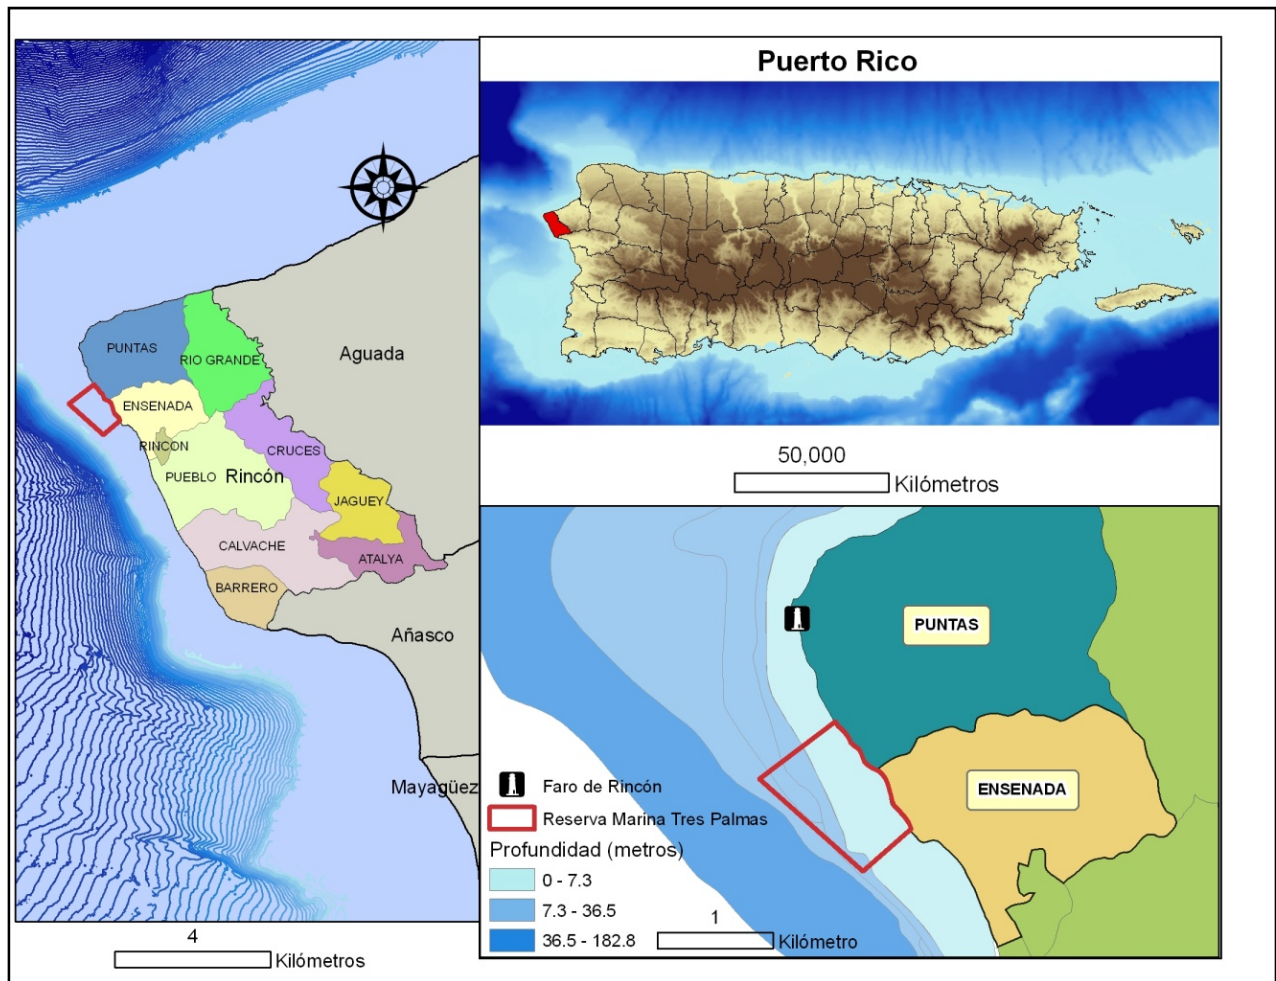 Aguada
PUNTAS
RIO GRANDE
ENSENADA
RINCON
CRUCES
PUEBLO
Rincón
JAGUEY
CALVACHE
ATALYA
BARRERO
Añasco
Mayagüez
4
Kilómetros
Puerto Rico
50,000
Kilómetros
PUNTAS
ENSENADA
Faro de Rincón
Reserva Marina Tres Palmas
Profundidad (metros)
0 - 7.3
7.3 - 36.5
36.5 - 182.8
1
Kilómetro